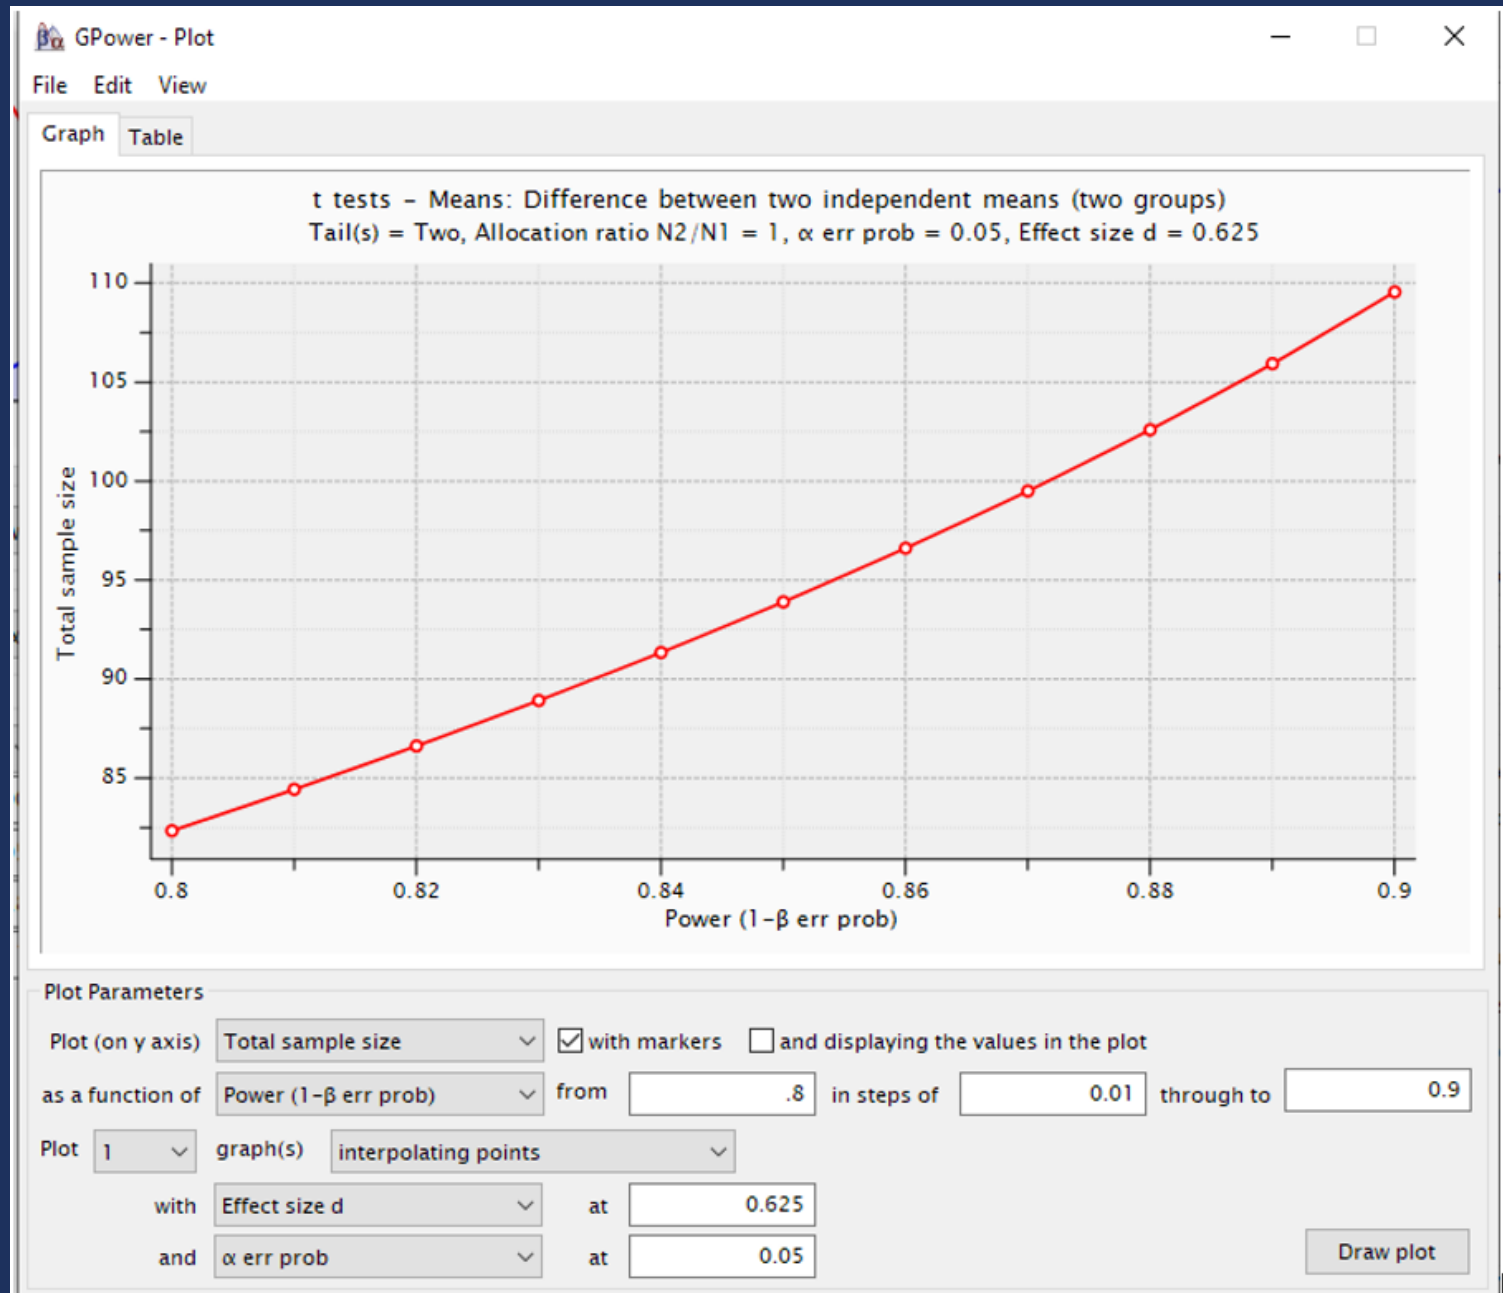 GPower - Plot
File Edit View
Graph Table
t tests - Means: Difference between two independent means (two groups)
Tail(s) = Two, Allocation ratio N2/N1 = 1, α err prob = 0.05, Effect size d = 0.625
110
105
100
95
90
85
Total sample size
0.8 0.82 0.84 0.86 0.88 0.9
Power (1-β err prob)
Plot Parameters
Plot (on y axis) Total sample size with markers and displaying the values in the plot
as a function of Power (1-β err prob) from .8 in steps of 0.01 through to 0.9
Plot 1 graph(s) interpolating points
with Effect size d at 0.625
and α err prob at 0.05
Draw plot